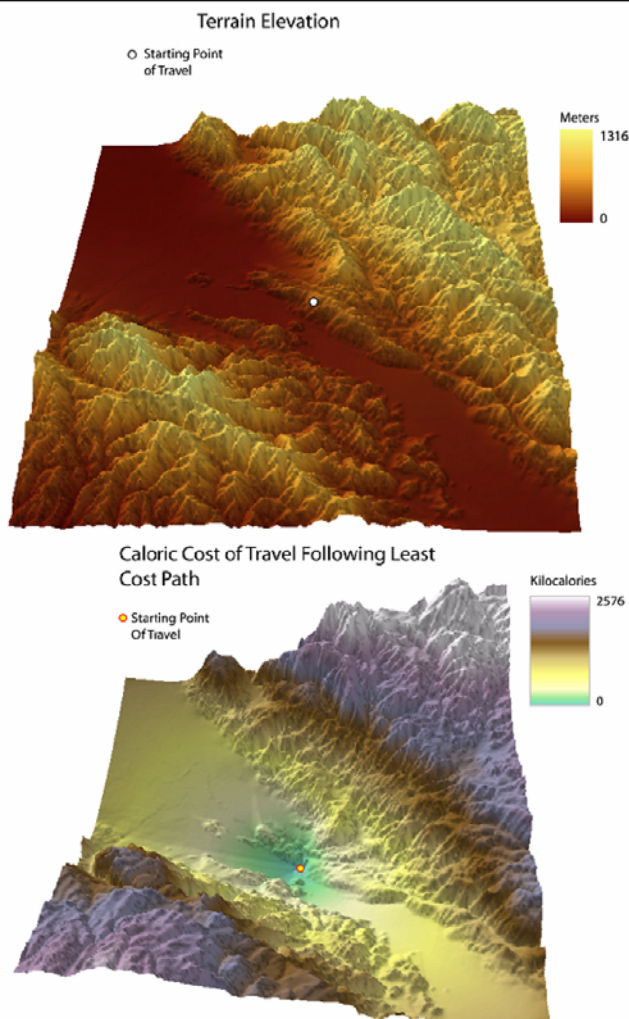 Terrain Elevation
Starting Point
of Travel
Meters
1316
0
Caloric Cost of Travel Following Least
Cost Path
Starting Point
Of Travel
Kilocalories
2576
0